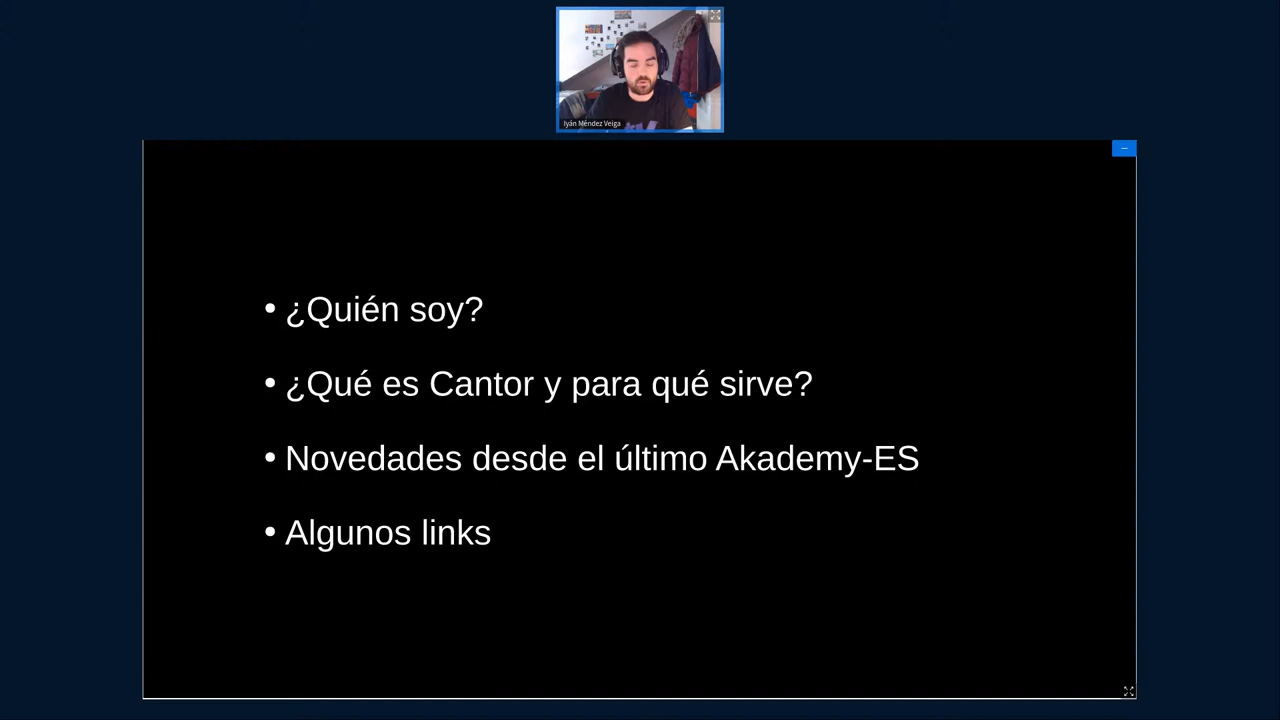 Iyán Méndez Veiga
• ¿Quién soy?
• ¿Qué es Cantor y para qué sirve?
• Novedades desde el último Akademy-ES
• Algunos links